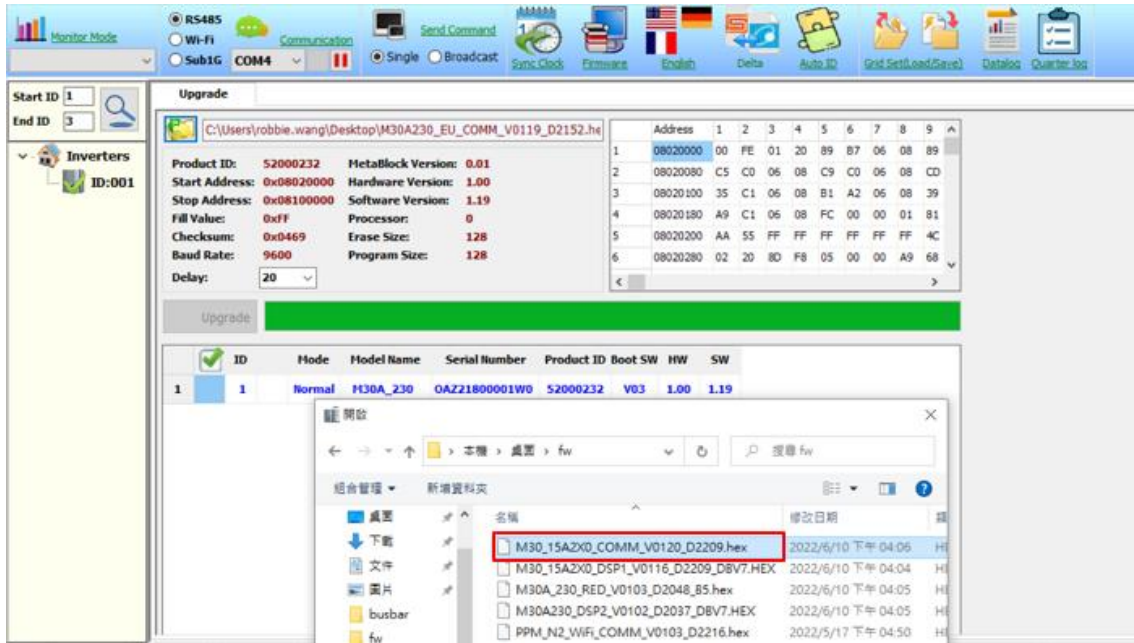 Monitor Mode
RS485
Wi-Fi
Sub1G
COM4
Communication
Send Command
Single
Broadcast
Sync Clock
Firmware
English
Delta
Auto ID
Grid Set(Load/Save)
Datalog
Quarter log
Start ID 1
End ID 3
Inverters
ID:001
Upgrade
C:\Users\robbie.wang\Desktop\M30A230_EU_COMM_V0119_D2152.he
Product ID: 52000232 MetaBlock Version: 0.01
Start Address: 0x08020000 Hardware Version: 1.00
Stop Address: 0x08100000 Software Version: 1.19
Fill Value: 0xFF Processor: 0
Checksum: 0x0469 Erase Size: 128
Baud Rate: 9600 Program Size: 128
Delay: 20
Address 1 2 3 4 5 6 7 8 9
1 08020000 00 FE 01 20 89 B7 06 08 89
2 08020080 C5 C0 06 08 C9 C0 06 08 CD
3 08020100 35 C1 06 08 B1 A2 06 08 39
4 08020180 A9 C1 06 08 FC 00 00 01 81
5 08020200 AA 55 FF FF FF FF FF FF 4C
6 08020280 02 20 8D F8 05 00 00 A9 68
Upgrade
ID Mode Model Name Serial Number Product ID Boot SW HW SW
1 1 Normal M30A_230 OAZ21800001W0 52000232 V03 1.00 1.19
開啟
本機 › 桌面 › fw
搜尋 fw
組合管理 新增資料夾
名稱 修改日期
桌面
下載
文件
圖片
busbar
fw
M30_15A2X0_COMM_V0120_D2209.hex 2022/6/10 下午 04:06
M30_15A2X0_DSP1_V0116_D2209_DBV7.HEX 2022/6/10 下午 04:04
M30A_230_RED_V0103_D2048_85.hex 2022/6/10 下午 04:05
M30A230_DSP2_V0102_D2037_DBV7.HEX 2022/6/10 下午 04:05
PPM_N2_WiFi_COMM_V0103_D2216.hex 2022/5/17 下午 04:50